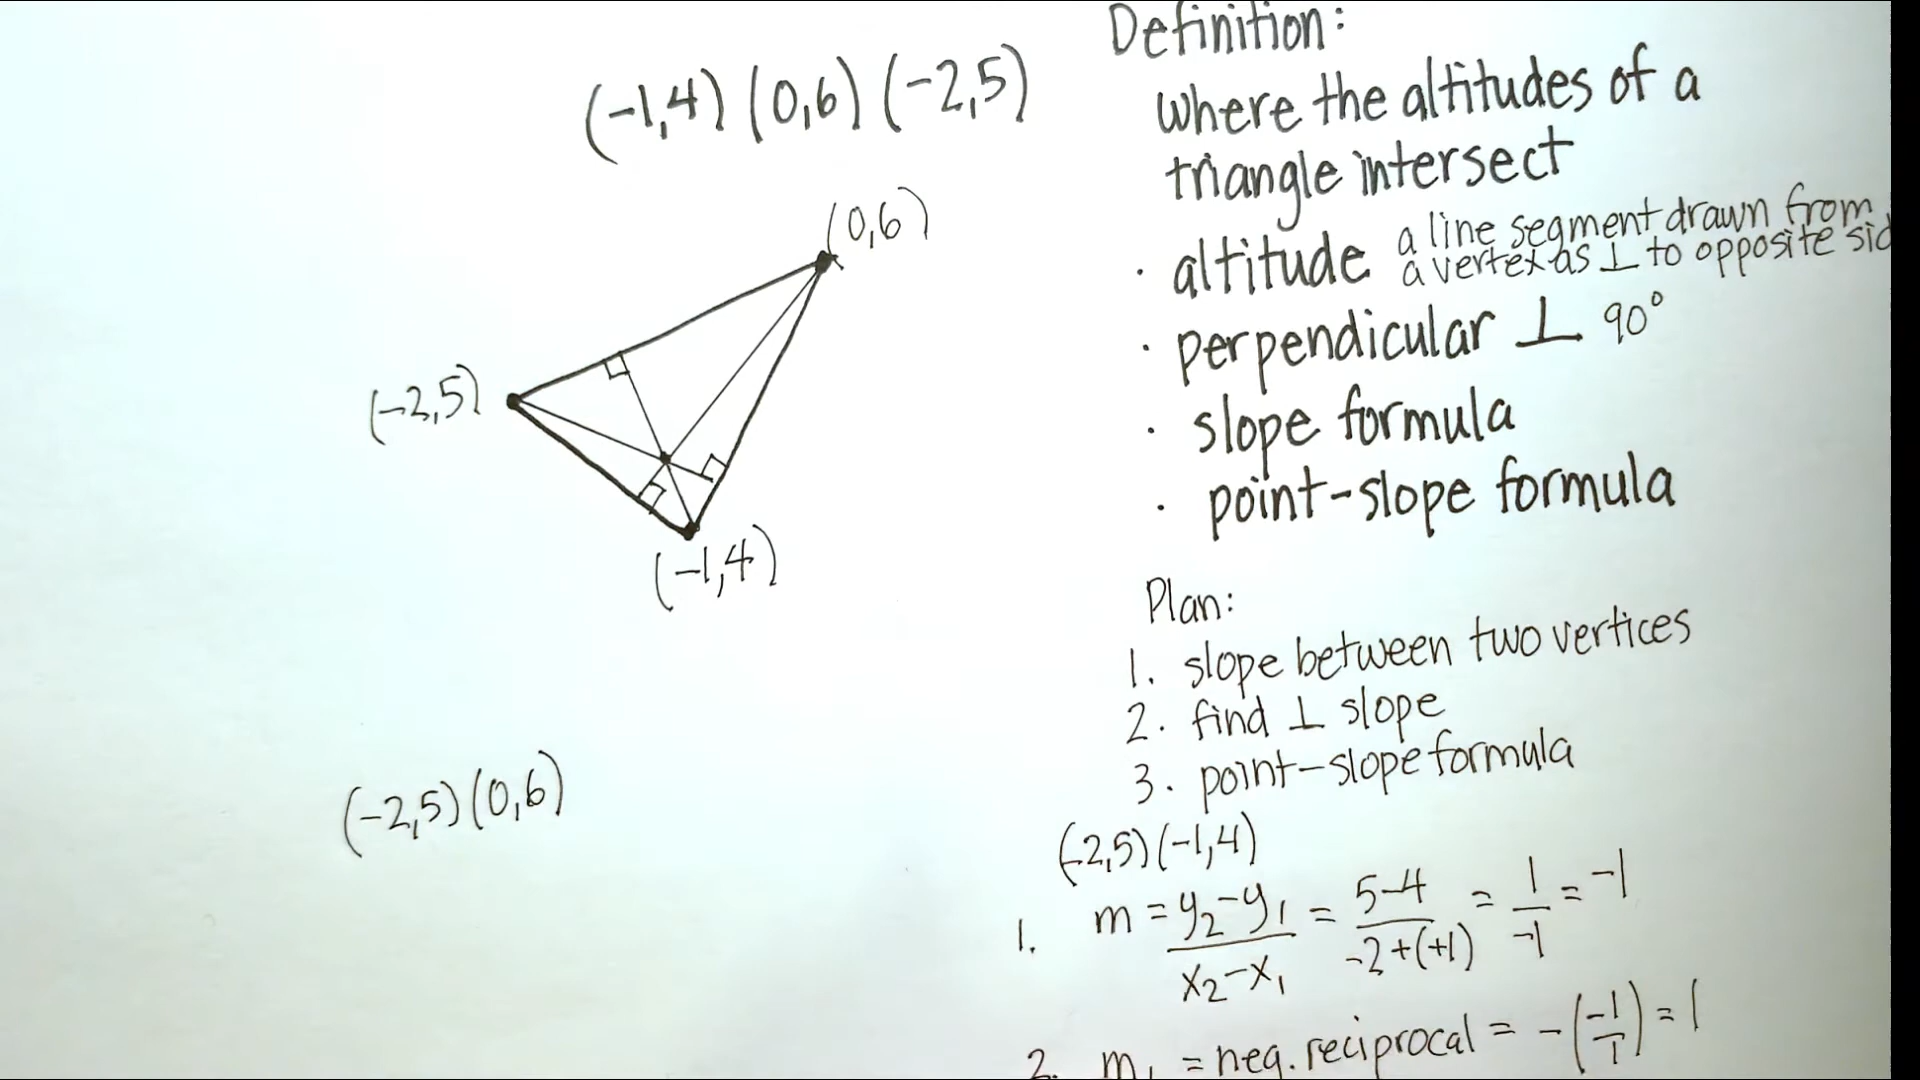 (-1,4) (0,6) (-2,5)
(0,6)
(-2,5)
(-1,4)
(-2,5) (0,6)
Definition:
where the altitudes of a
triangle intersect
· altitude a line segment drawn from
a vertex as ⊥ to opposite
· perpendicular ⊥ 90°
· slope formula
· point-slope formula
Plan:
1. slope between two vertices
2. find ⊥ slope
3. point-slope formula
(-2,5) (-1,4)
1. m = y₂-y₁ / x₂-x₁ = 5-4 / -2+(+1) = 1/-1 = -1
2. m⊥ = neg. reciprocal = -(-1/1) = 1